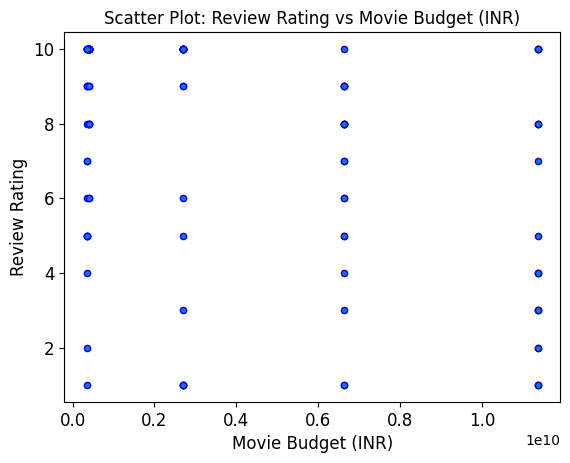 Scatter Plot: Review Rating vs Movie Budget (INR)
10
8
6
4
2
Review Rating
0.0 0.2 0.4 0.6 0.8 1.0
1e10
Movie Budget (INR)